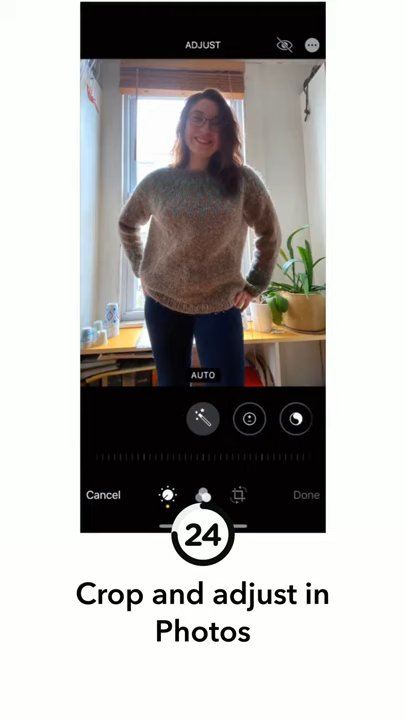 ADJUST
AUTO
Cancel
Done
24
Crop and adjust in
Photos